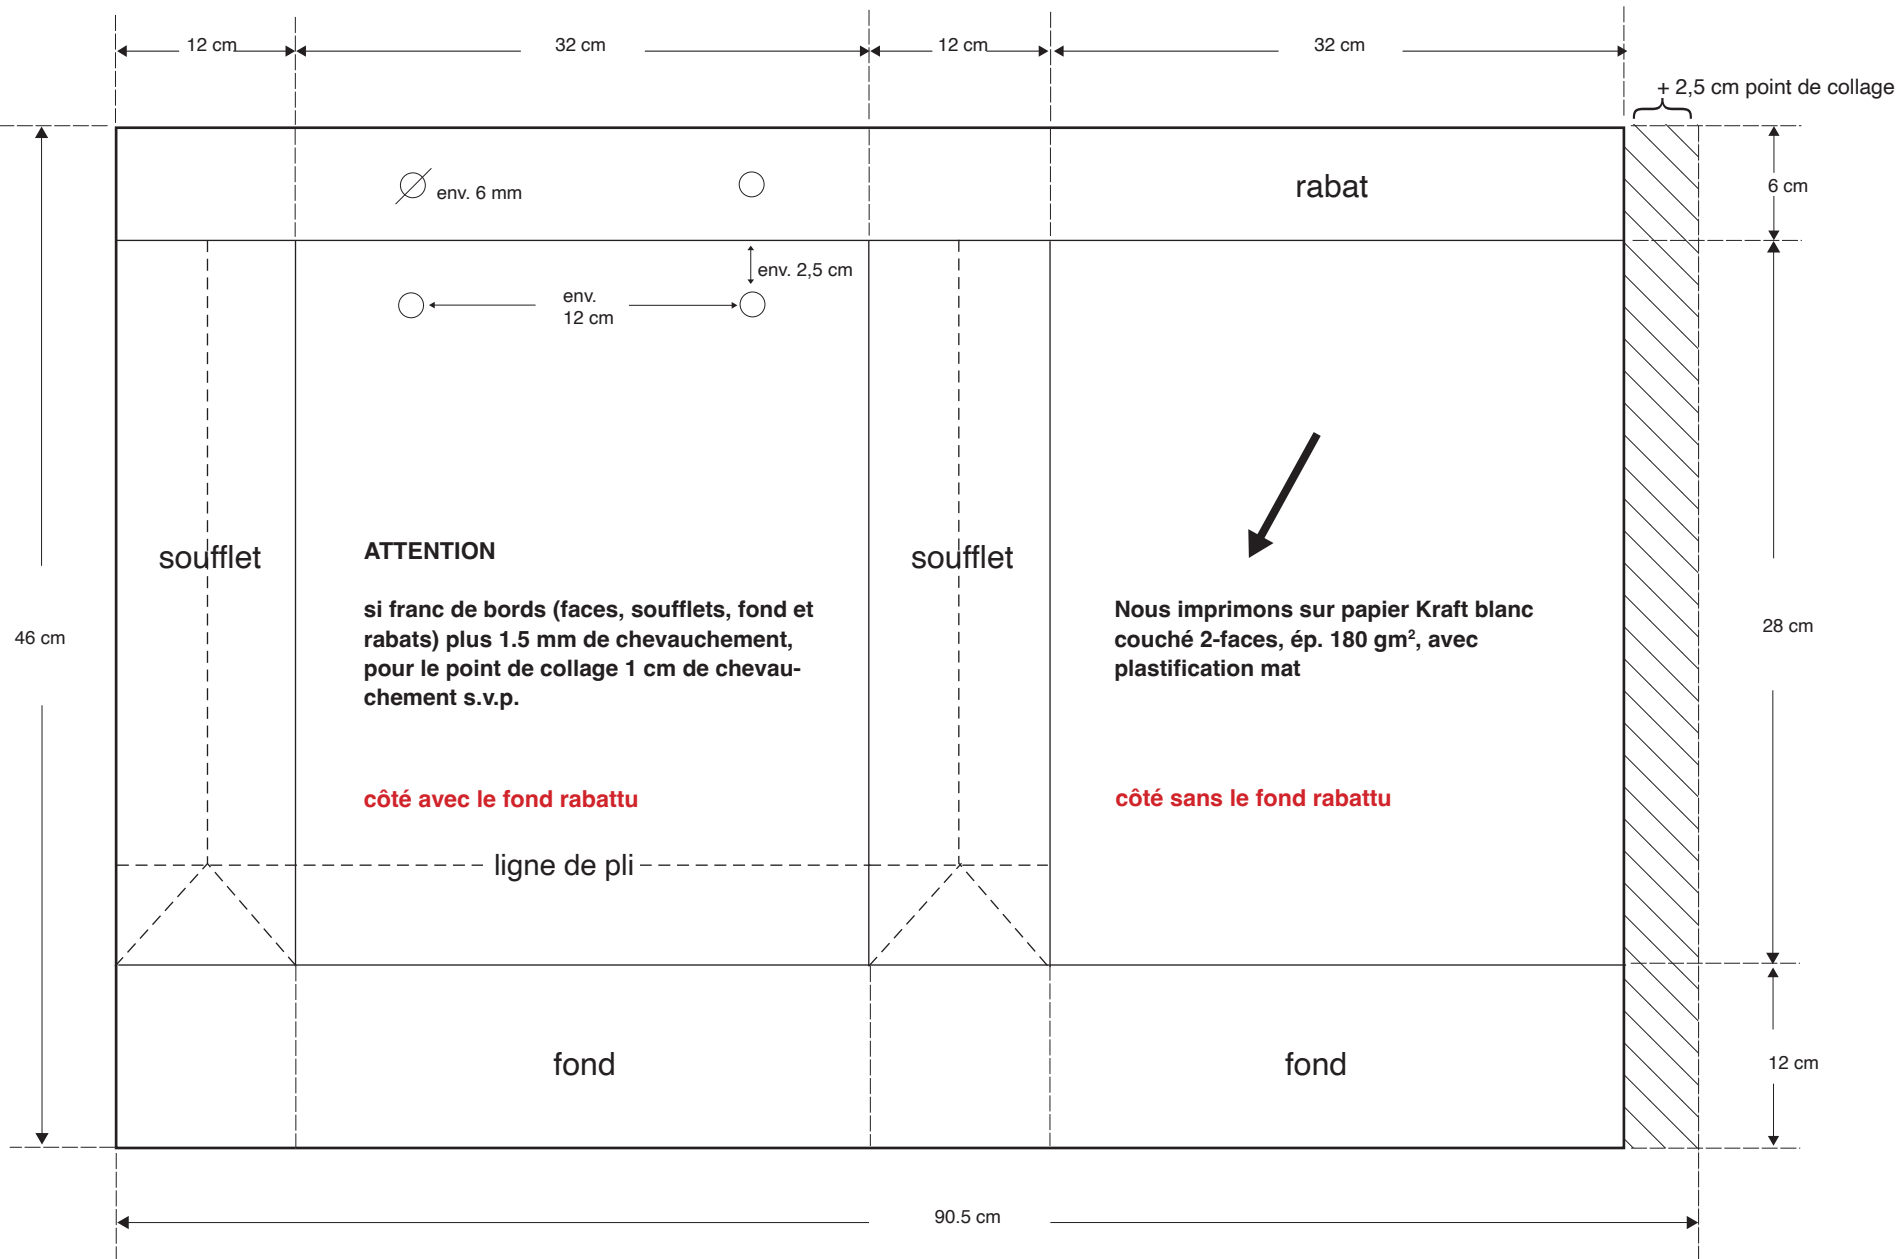 12 cm
32 cm
12 cm
32 cm
+ 2,5 cm point de collage
env. 6 mm
rabat
6 cm
env. 2,5 cm
env.
12 cm
soufflet
ATTENTION
si franc de bords (faces, soufflets, fond et
rabats) plus 1.5 mm de chevauchement,
pour le point de collage 1 cm de chevau-
chement s.v.p.
côté avec le fond rabattu
soufflet
Nous imprimons sur papier Kraft blanc
couché 2-faces, ép. 180 gm², avec
plastification mat
côté sans le fond rabattu
46 cm
28 cm
ligne de pli
fond
fond
12 cm
90.5 cm